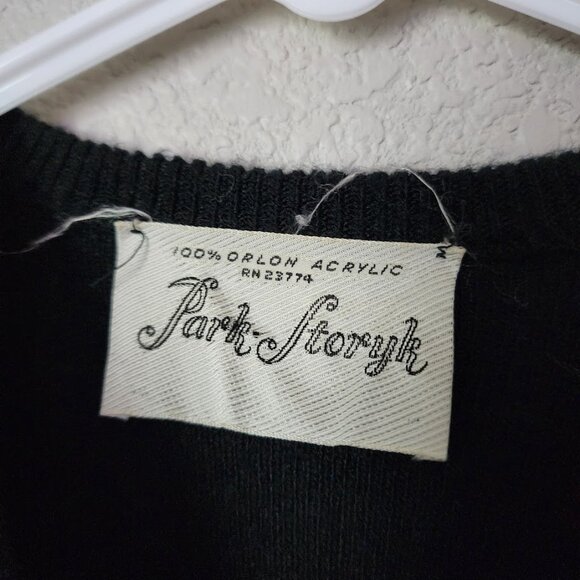 100% ORLON ACRYLIC
RN 23774
Park-Storyk
M